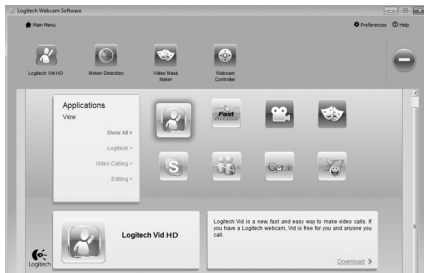 Logitech Webcam Software
Main Menu
Preferences
Help
Logitech Vid HD
Motion Detection
Video Mask
Maker
Webcam
Controller
Applications
View
Show All >
Logitech >
Video Calling >
Editing >
Fast
Access
Logitech Vid HD
Logitech Vid is a new, fast and easy way to make video calls. If
you have a Logitech webcam, Vid is free for you and anyone you
call.
Download >
Logitech